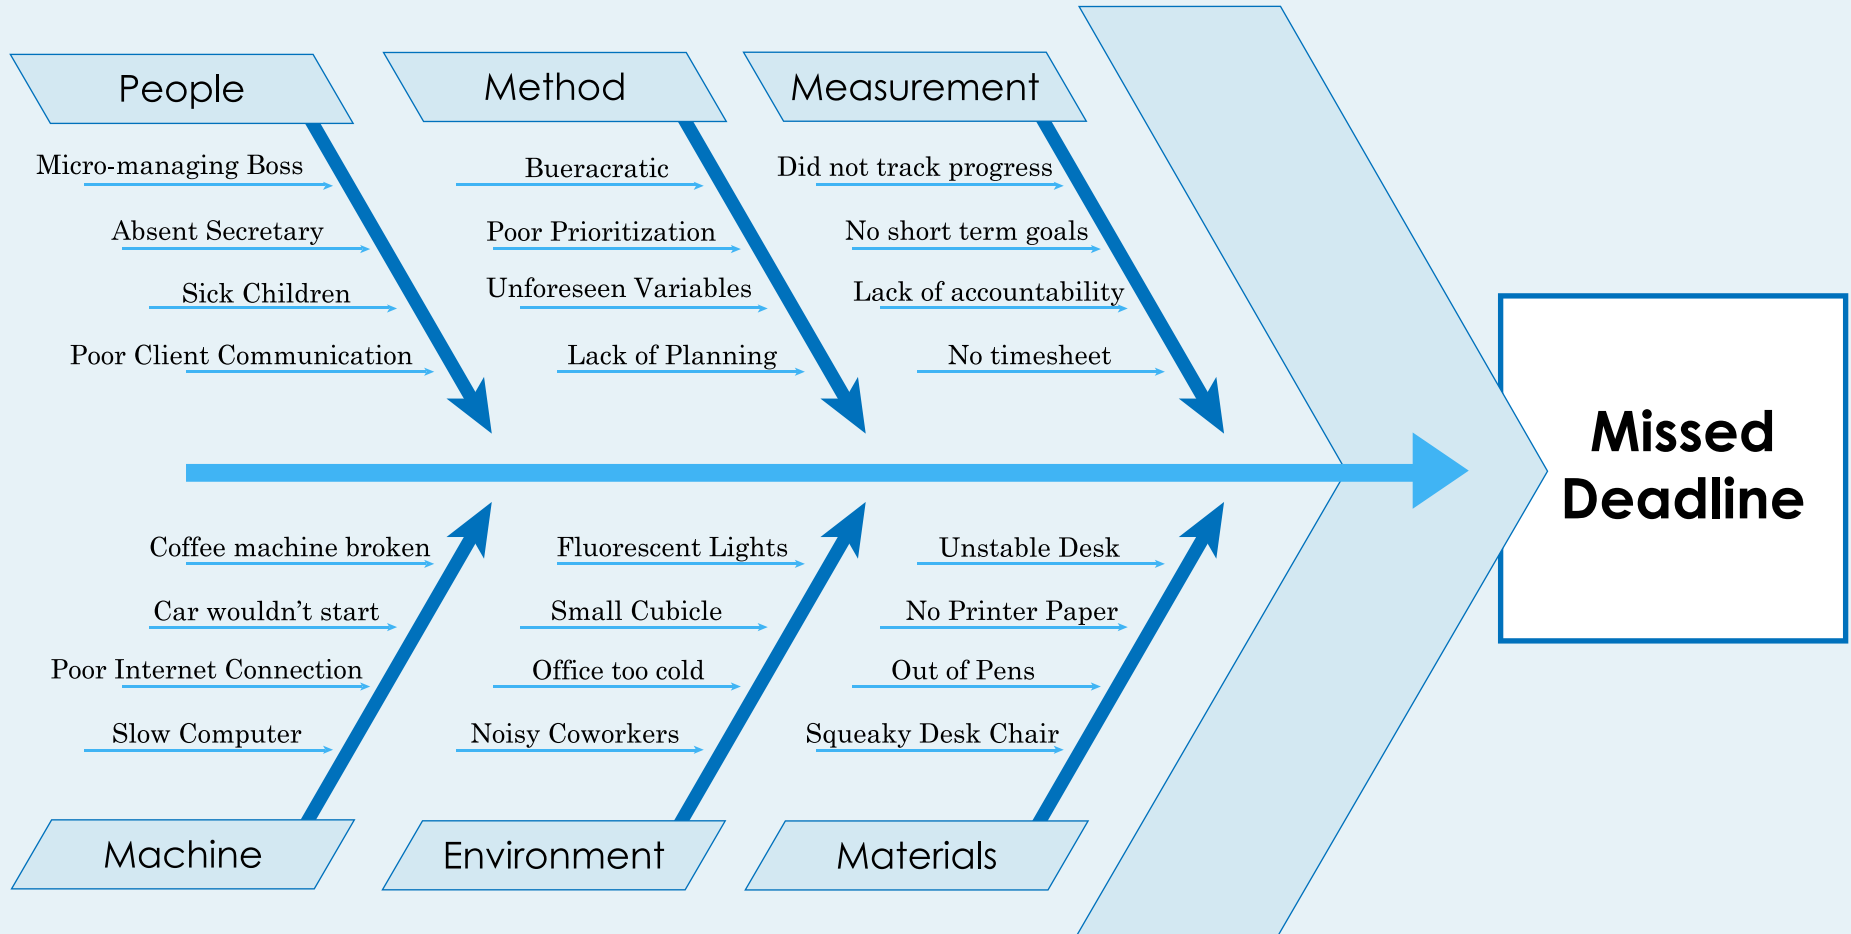 People
Micro-managing Boss
Absent Secretary
Sick Children
Poor Client Communication
Method
Bueracratic
Poor Prioritization
Unforeseen Variables
Lack of Planning
Measurement
Did not track progress
No short term goals
Lack of accountability
No timesheet
Missed
Deadline
Coffee machine broken
Car wouldn’t start
Poor Internet Connection
Slow Computer
Machine
Fluorescent Lights
Small Cubicle
Office too cold
Noisy Coworkers
Environment
Unstable Desk
No Printer Paper
Out of Pens
Squeaky Desk Chair
Materials